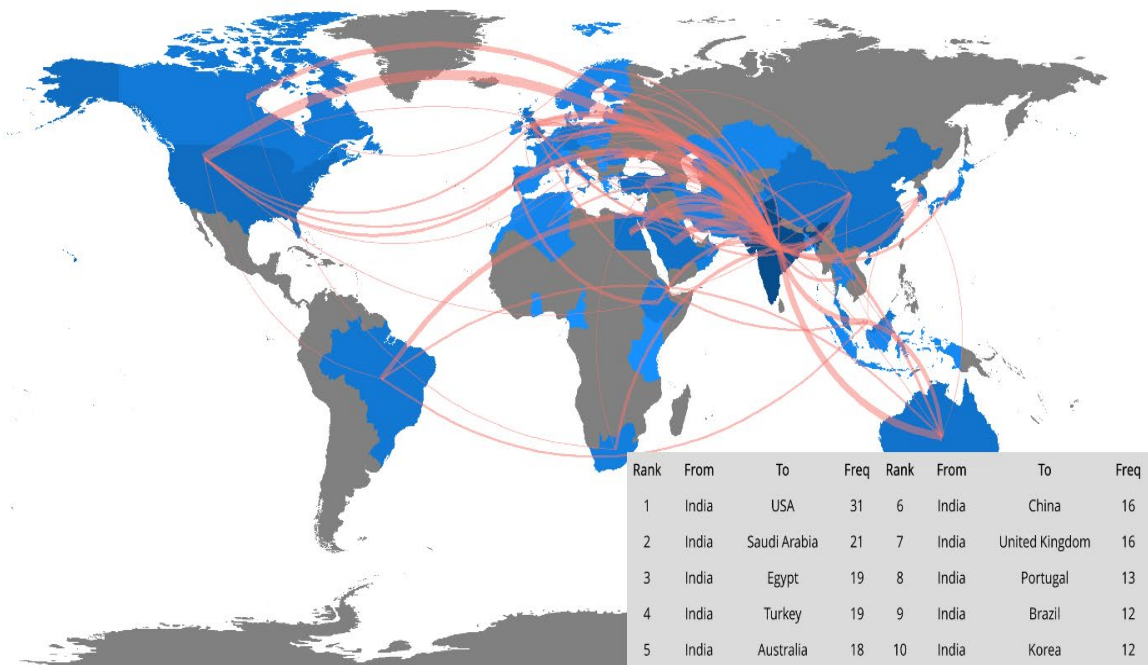 Rank From To Freq Rank From To Freq
1 India USA 31 6 India China 16
2 India Saudi Arabia 21 7 India United Kingdom 16
3 India Egypt 19 8 India Portugal 13
4 India Turkey 19 9 India Brazil 12
5 India Australia 18 10 India Korea 12